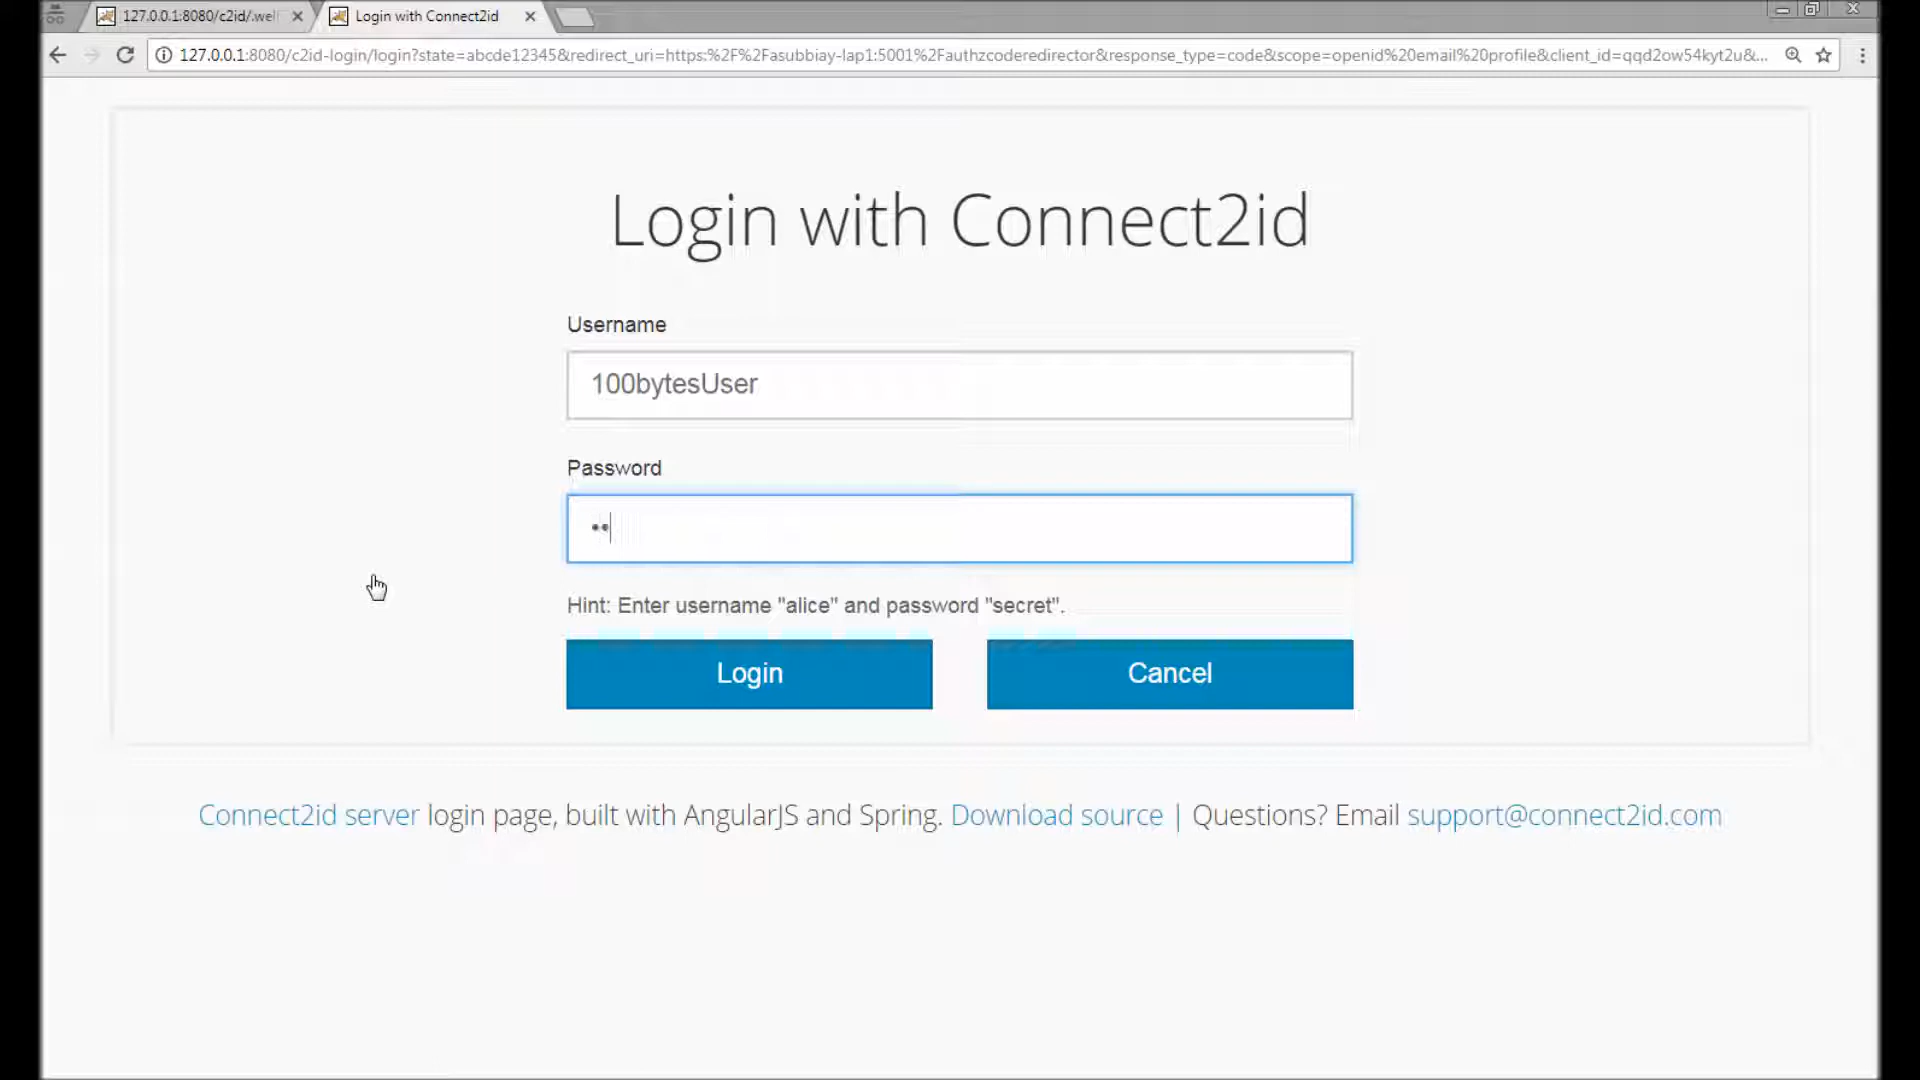 127.0.0.1:8080/c2id/.well
Login with Connect2id
127.0.0.1:8080/c2id-login/login?state=abcde12345&redirect_uri=https:%2F%2Fasubbiay-lap1:5001%2Fauthzcoderedirector&response_type=code&scope=openid%20email%20profile&client_id=qqd2ow54kyt2u&...
Login with Connect2id
Username
100bytesUser
Password
••
Hint: Enter username "alice" and password "secret".
Login
Cancel
Connect2id server login page, built with AngularJS and Spring. Download source | Questions? Email support@connect2id.com